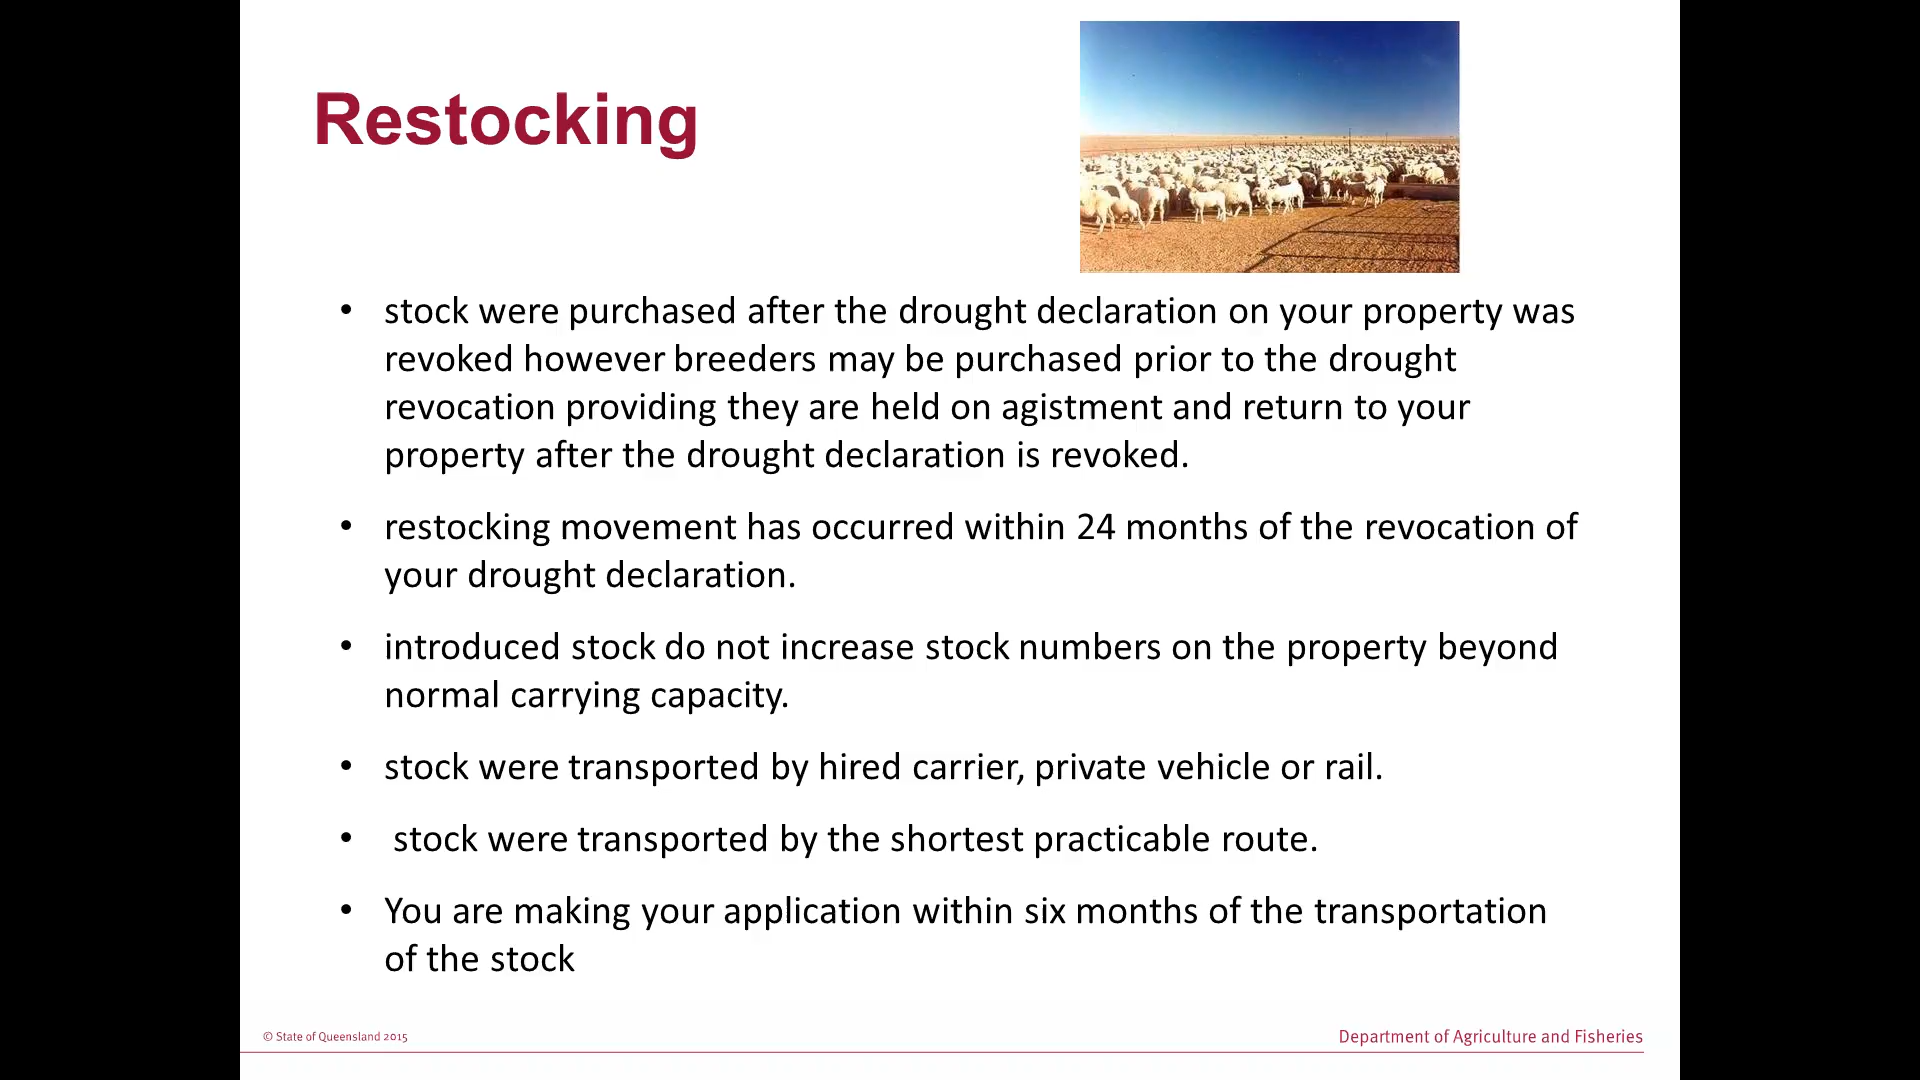 Restocking
• stock were purchased after the drought declaration on your property was
revoked however breeders may be purchased prior to the drought
revocation providing they are held on agistment and return to your
property after the drought declaration is revoked.
• restocking movement has occurred within 24 months of the revocation of
your drought declaration.
• introduced stock do not increase stock numbers on the property beyond
normal carrying capacity.
• stock were transported by hired carrier, private vehicle or rail.
• stock were transported by the shortest practicable route.
• You are making your application within six months of the transportation
of the stock
© State of Queensland 2015
Department of Agriculture and Fisheries